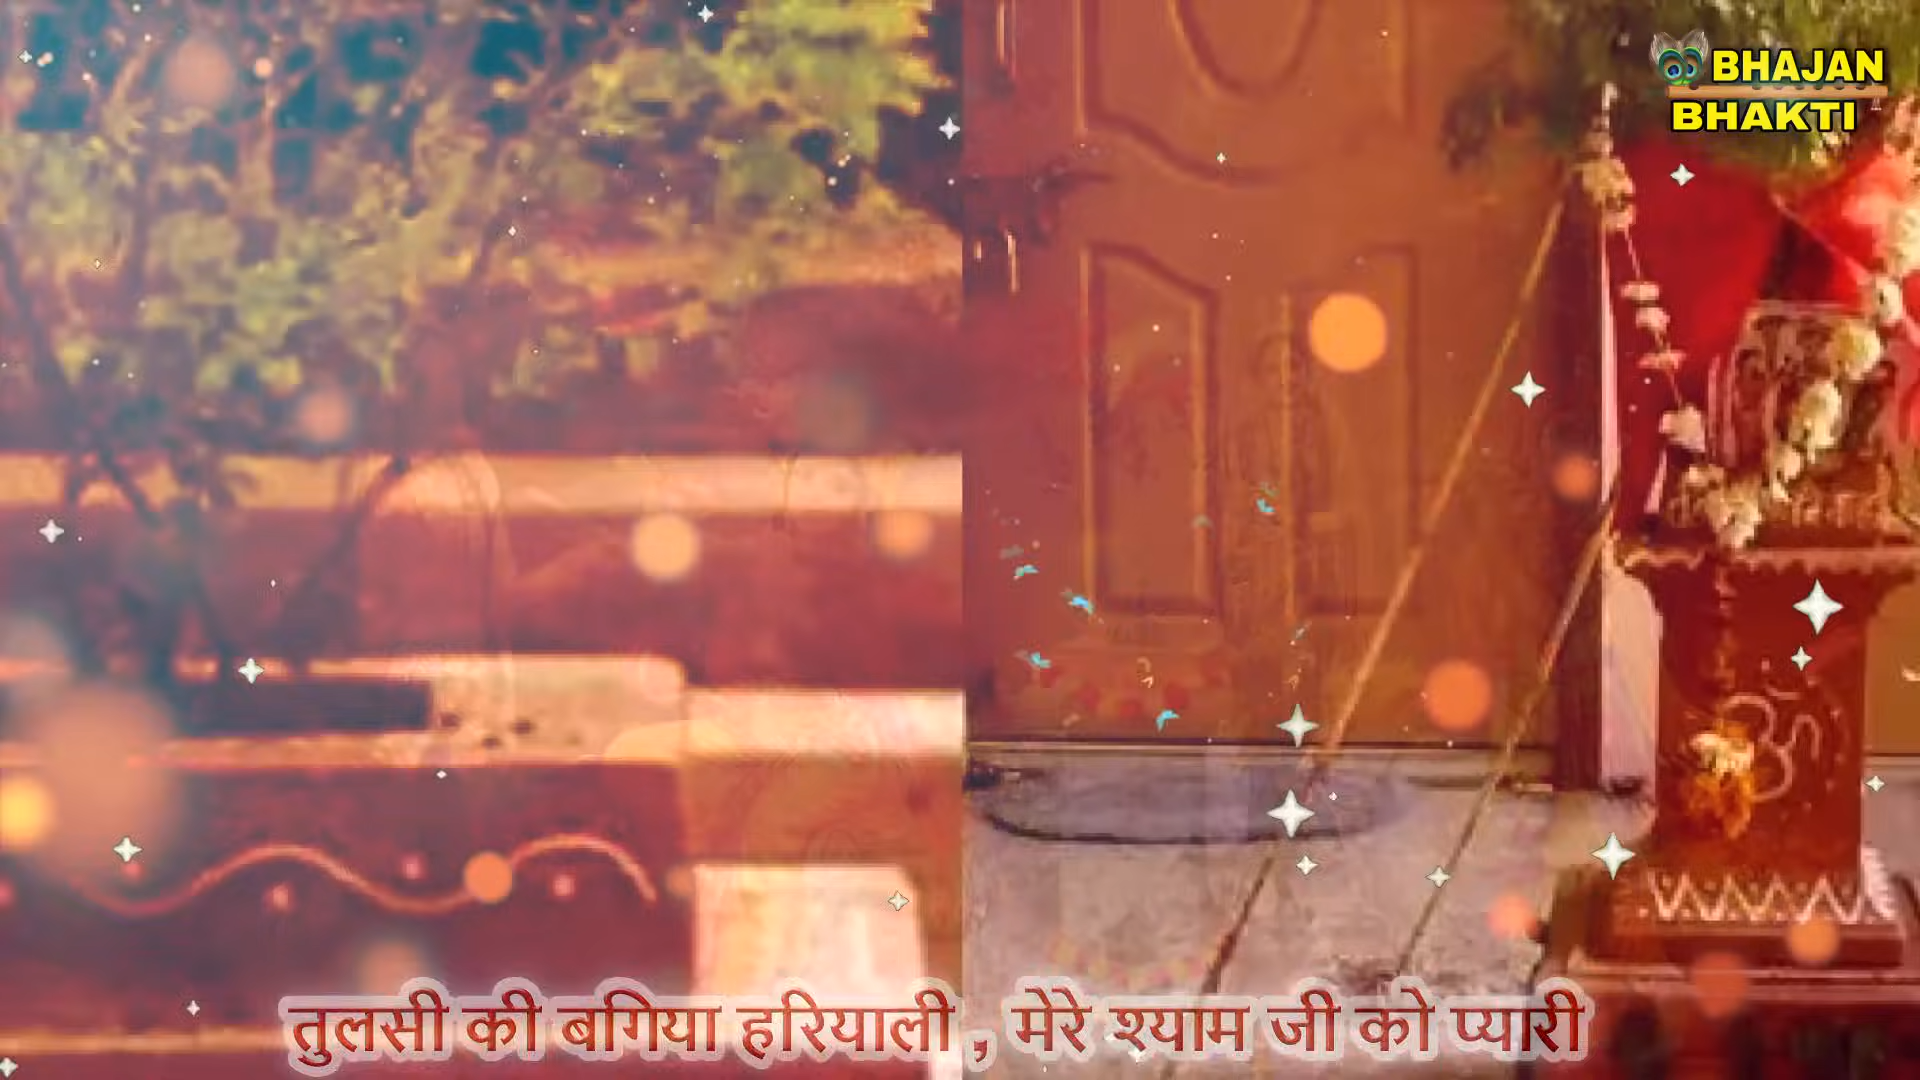 BHAJAN
BHAKTI
ॐ
तुलसी की बगिया हरियाली , मेरे श्याम जी को प्यारी